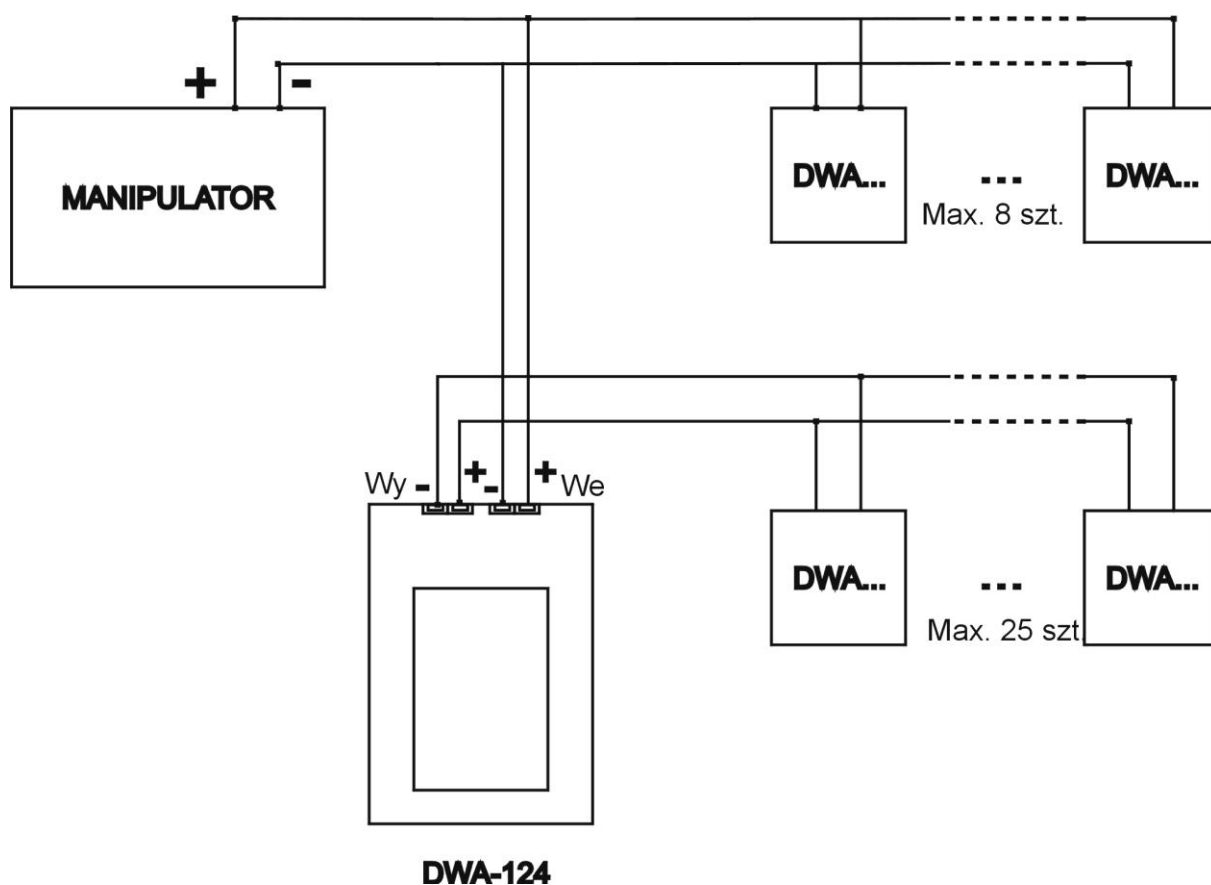 + -
MANIPULATOR
DWA...
---
DWA...
Max. 8 szt.
Wy - + - + We
DWA...
---
DWA...
Max. 25 szt.
DWA-124